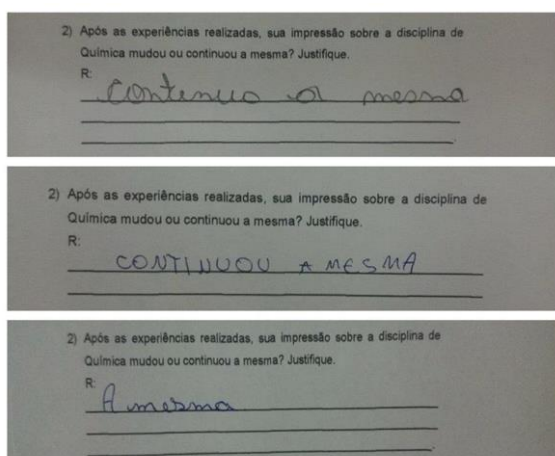 2) Após as experiências realizadas, sua impressão sobre a disciplina de
Química mudou ou continuou a mesma? Justifique.
R:
Contenuo a mesma
2) Após as experiências realizadas, sua impressão sobre a disciplina de
Química mudou ou continuou a mesma? Justifique.
R:
CONTINUOU A MESMA
2) Após as experiências realizadas, sua impressão sobre a disciplina de
Química mudou ou continuou a mesma? Justifique.
R:
A mesma